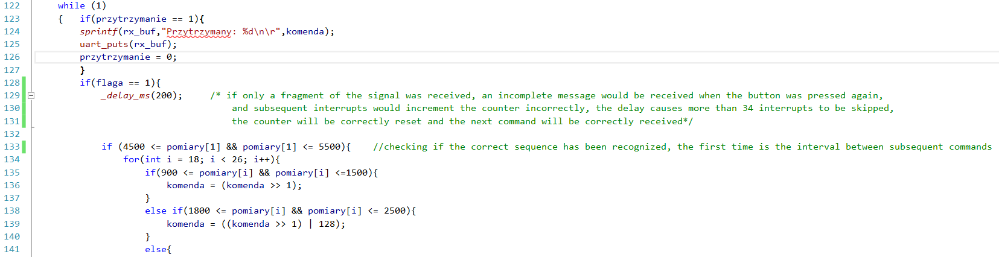 122 while (1)
123 { if(przytrzymanie == 1){
124 sprintf(rx_buf,"Przytrzymany: %d\n\r",komenda);
125 uart_puts(rx_buf);
126 przytrzymanie = 0;
127 }
128 if(flaga == 1){
129 _delay_ms(200); /* if only a fragment of the signal was received, an incomplete message would be received when the button was pressed again,
130 and subsequent interrupts would increment the counter incorrectly, the delay causes more than 34 interrupts to be skipped,
131 the counter will be correctly reset and the next command will be correctly received*/
132
133 if (4500 <= pomiary[1] && pomiary[1] <= 5500){ //checking if the correct sequence has been recognized, the first time is the interval between subsequent commands
134 for(int i = 18; i < 26; i++){
135 if(900 <= pomiary[i] && pomiary[i] <=1500){
136 komenda = (komenda >> 1);
137 }
138 else if(1800 <= pomiary[i] && pomiary[i] <= 2500){
139 komenda = ((komenda >> 1) | 128);
140 }
141 else{